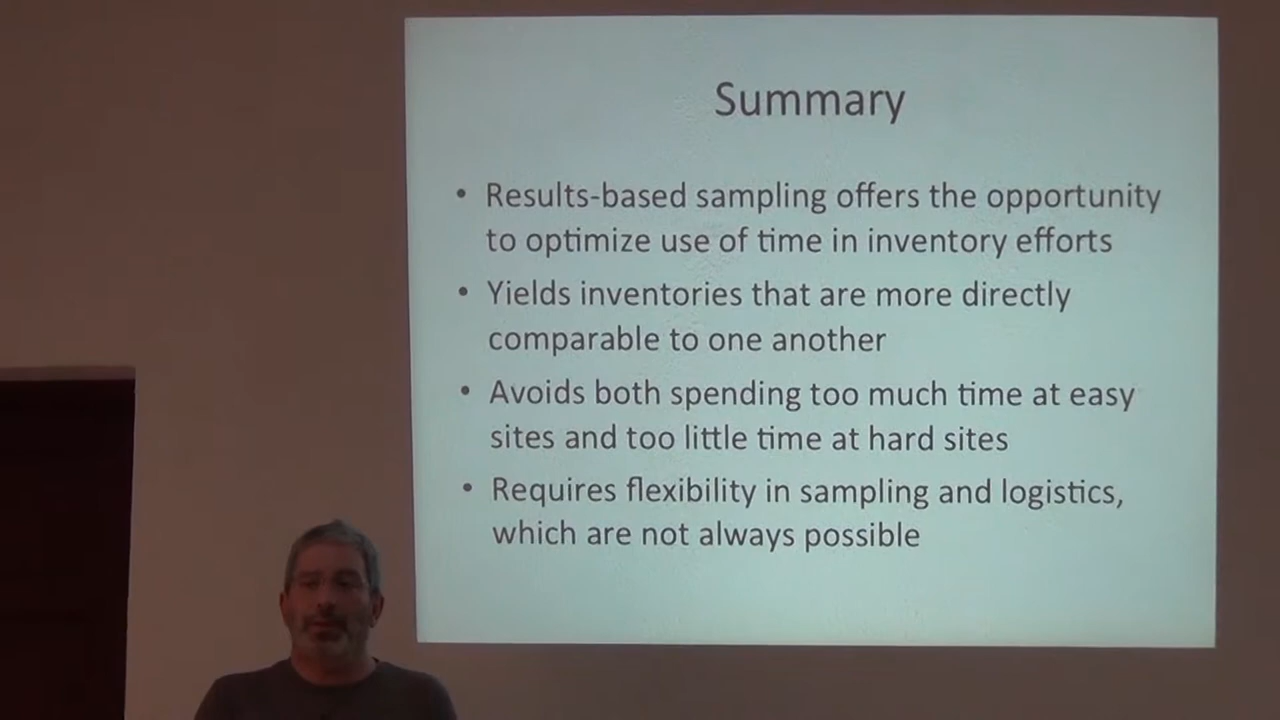 Summary
• Results-based sampling offers the opportunity
to optimize use of time in inventory efforts
• Yields inventories that are more directly
comparable to one another
• Avoids both spending too much time at easy
sites and too little time at hard sites
• Requires flexibility in sampling and logistics,
which are not always possible